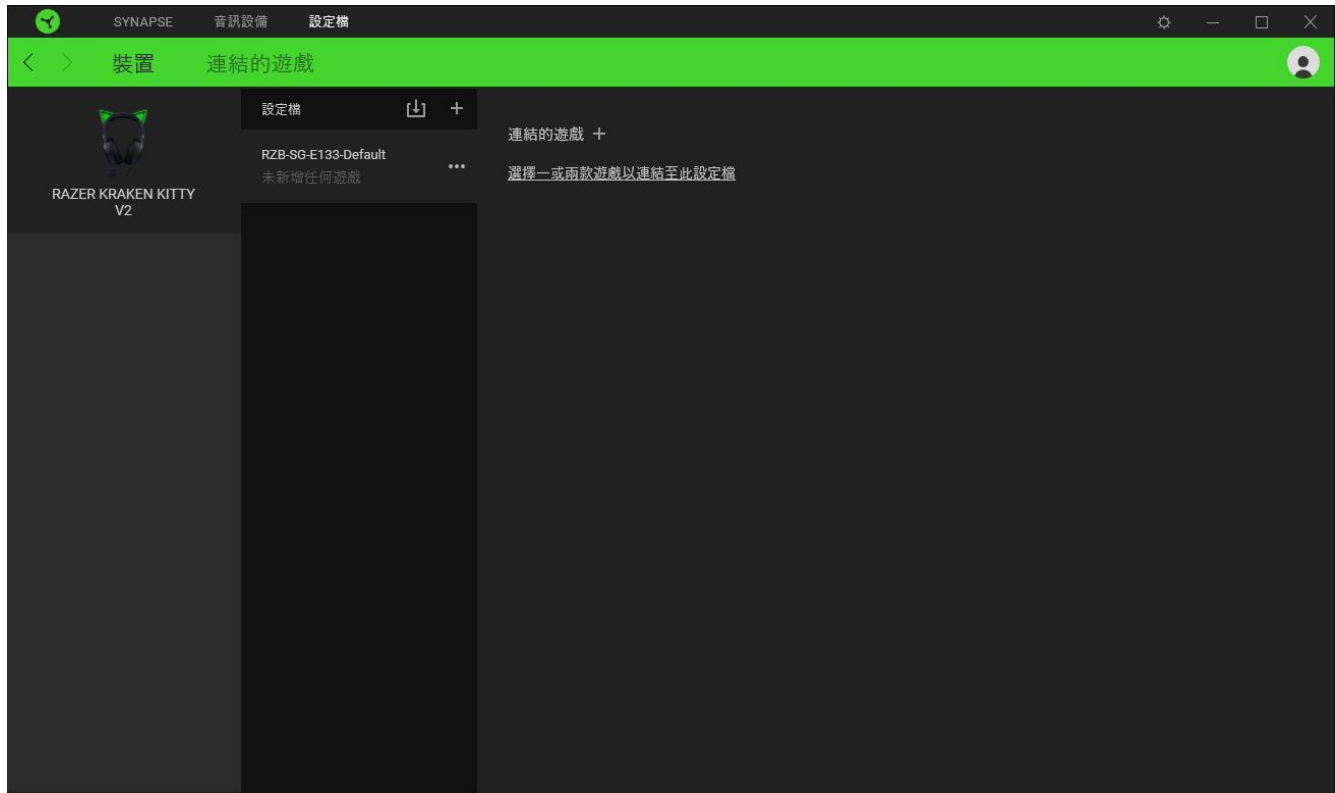 SYNAPSE 音訊設備 設定檔
裝置 連結的遊戲
RAZER KRAKEN KITTY
V2
設定檔
RZB-SG-E133-Default
未新增任何遊戲
連結的遊戲
選擇一或兩款遊戲以連結至此設定檔